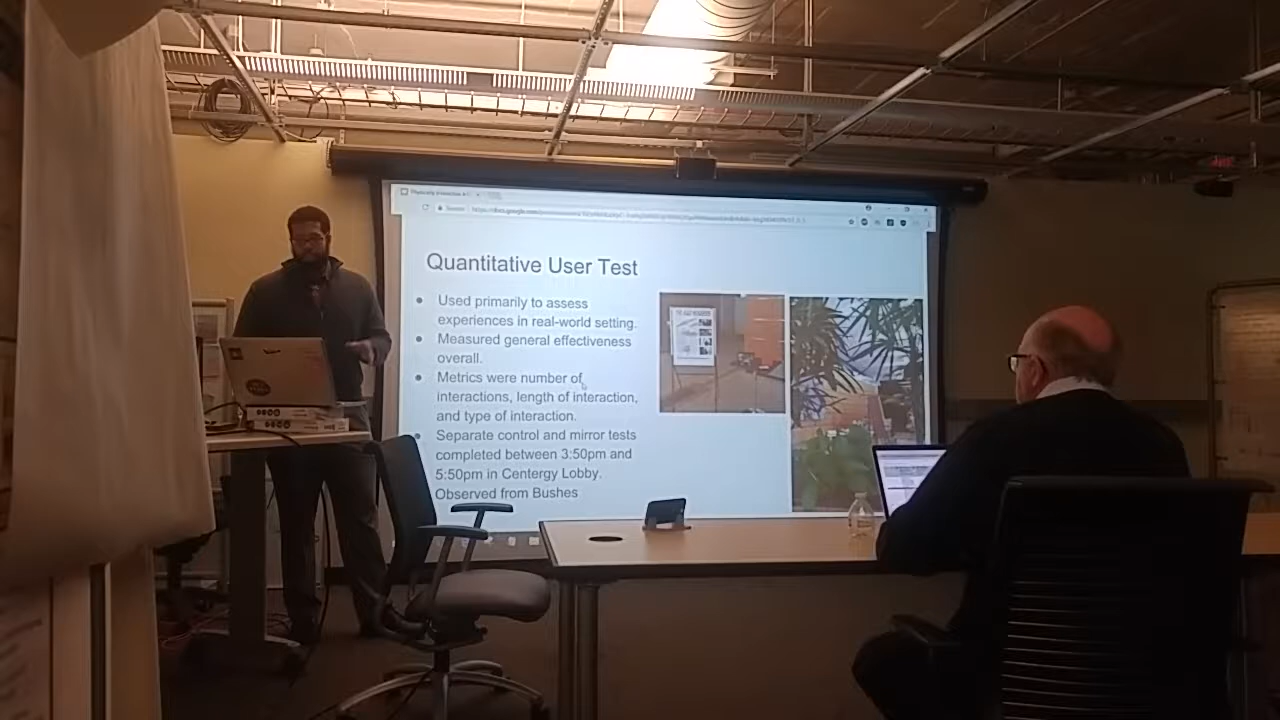 Quantitative User Test
Used primarily to assess
experiences in real-world setting.
Measured general effectiveness
overall.
Metrics were number of
interactions, length of interaction,
and type of interaction.
Separate control and mirror tests
completed between 3:50pm and
5:50pm in Centergy Lobby.
Observed from Bushes